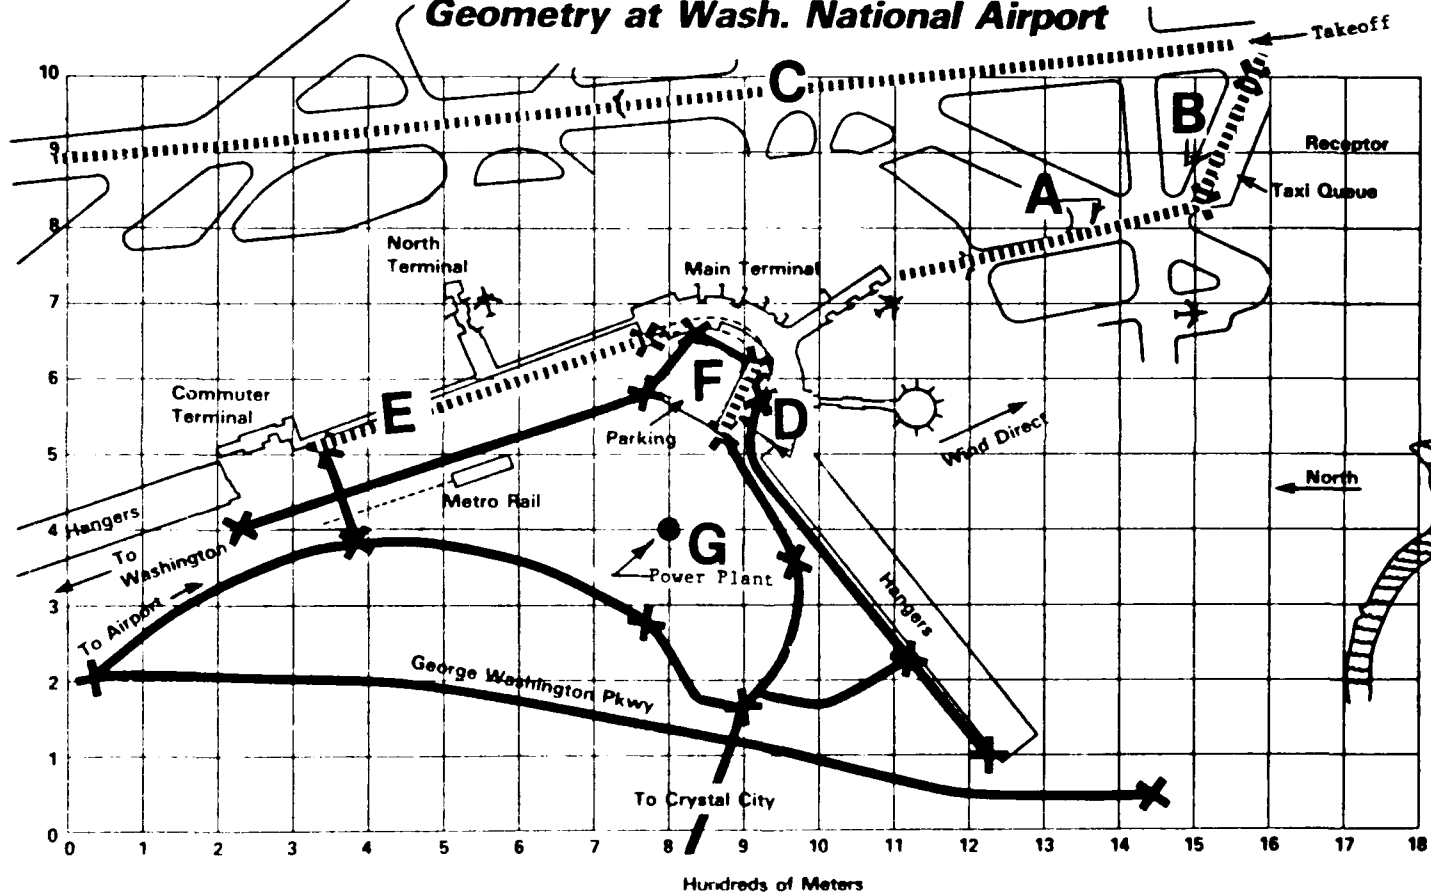 Geometry at Wash. National Airport
Takeoff
10
C
B
9
Receptor
Taxi Queue
A
8
North
Terminal
Main Terminal
7
6
F
Commuter
Terminal
E
D
Parking
Wind Direct
5
North
Metro Rail
Hangers
4
To
Washington
G
Power Plant
Hangers
To Airport
3
George Washington Pkwy
2
1
To Crystal City
0
0 1 2 3 4 5 6 7 8 9 10 11 12 13 14 15 16 17 18
Hundreds of Meters